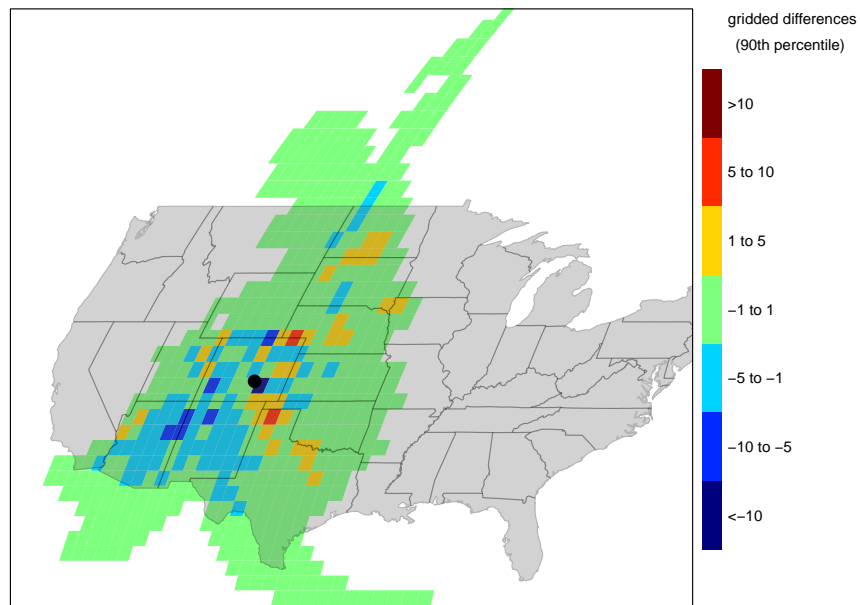 gridded differences
(90th percentile)
>10
5 to 10
1 to 5
−1 to 1
−5 to −1
−10 to −5
<−10